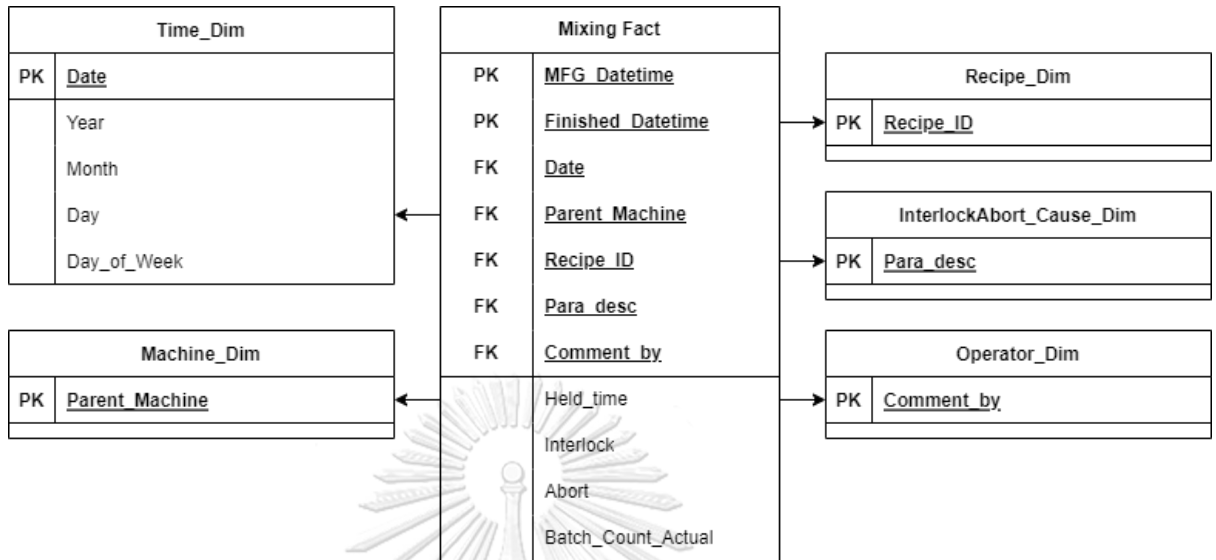 Time_Dim
PK Date
Year
Month
Day
Day_of_Week
Machine_Dim
PK Parent_Machine
Mixing Fact
PK MFG_Datetime
PK Finished_Datetime
FK Date
FK Parent_Machine
FK Recipe_ID
FK Para_desc
FK Comment_by
Held_time
Interlock
Abort
Batch_Count_Actual
Recipe_Dim
PK Recipe_ID
InterlockAbort_Cause_Dim
PK Para_desc
Operator_Dim
PK Comment_by